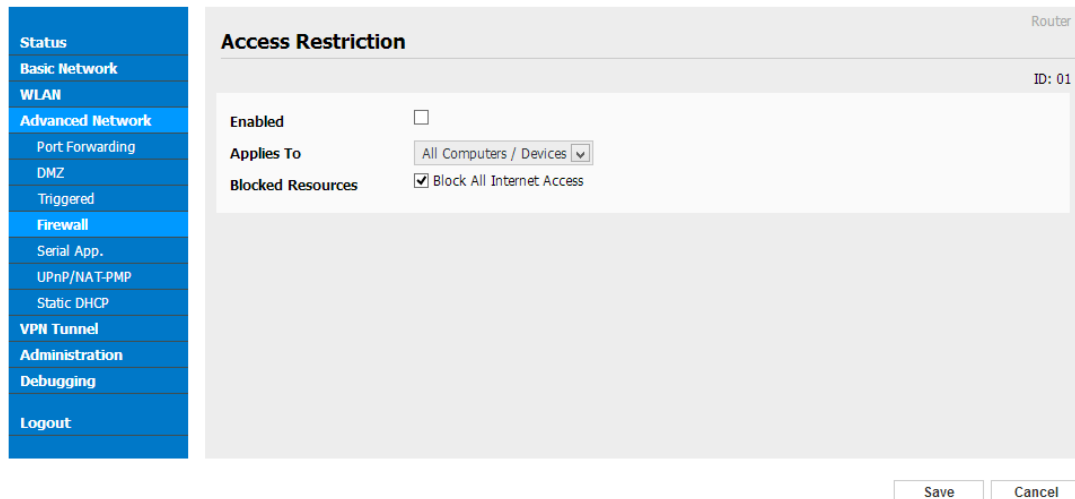 Router
Status
Basic Network
WLAN
Advanced Network
Port Forwarding
DMZ
Triggered
Firewall
Serial App.
UPnP/NAT-PMP
Static DHCP
VPN Tunnel
Administration
Debugging
Logout
Access Restriction
ID: 01
Enabled
Applies To All Computers / Devices
Blocked Resources Block All Internet Access
Save Cancel